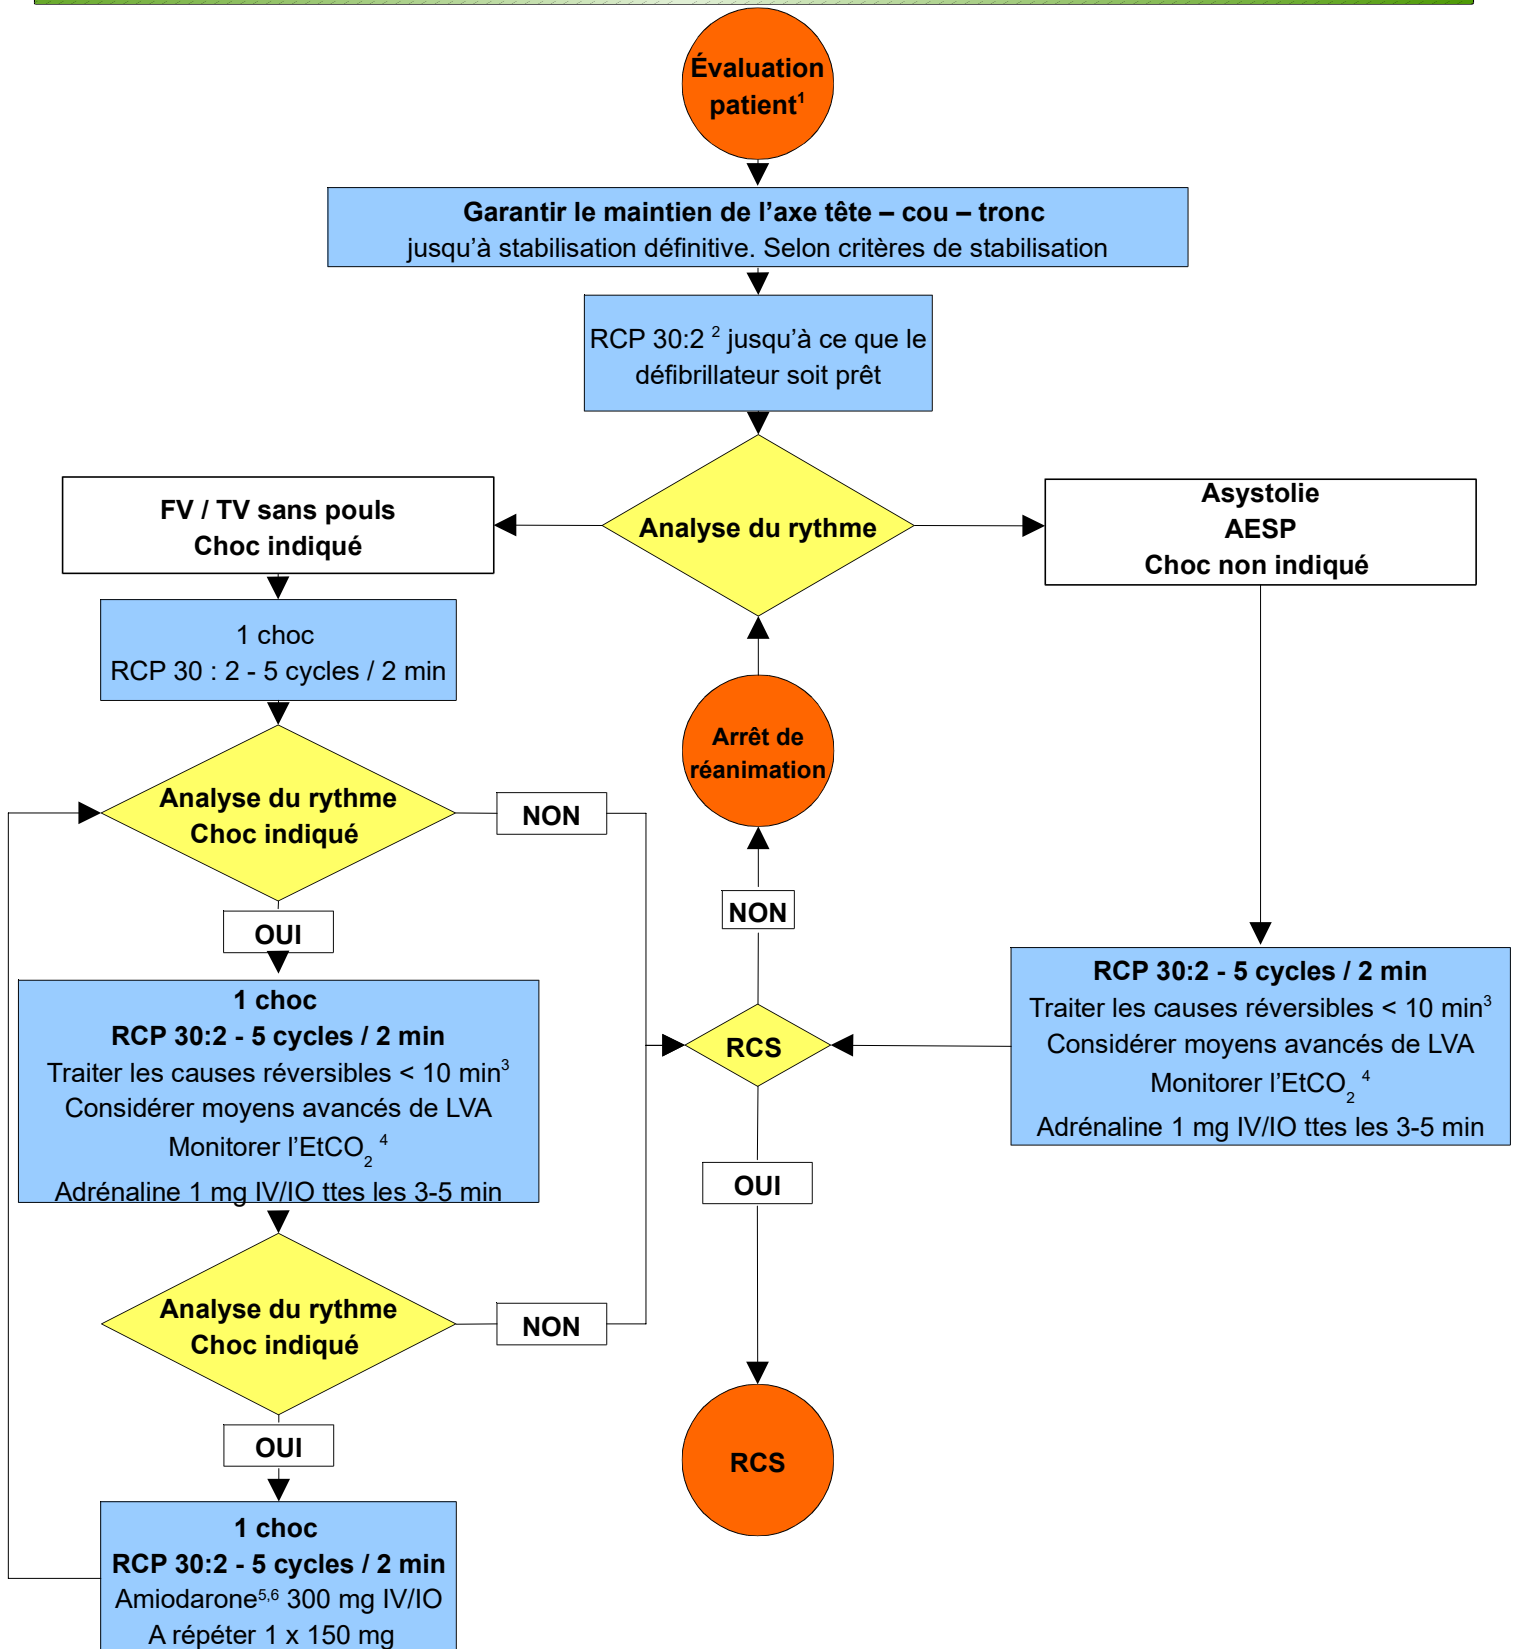 Évaluation
patient¹
Garantir le maintien de l'axe tête – cou – tronc
jusqu'à stabilisation définitive. Selon critères de stabilisation
RCP 30:2 ² jusqu'à ce que le
défibrillateur soit prêt
Analyse du rythme
FV / TV sans pouls
Choc indiqué
Asystolie
AESP
Choc non indiqué
1 choc
RCP 30 : 2 - 5 cycles / 2 min
Arrêt de
réanimation
Analyse du rythme
Choc indiqué
NON
OUI
NON
1 choc
RCP 30:2 - 5 cycles / 2 min
Traiter les causes réversibles < 10 min³
Considérer moyens avancés de LVA
Monitorer l'EtCO₂ ⁴
Adrénaline 1 mg IV/IO ttes les 3-5 min
RCS
RCP 30:2 - 5 cycles / 2 min
Traiter les causes réversibles < 10 min³
Considérer moyens avancés de LVA
Monitorer l'EtCO₂ ⁴
Adrénaline 1 mg IV/IO ttes les 3-5 min
OUI
Analyse du rythme
Choc indiqué
NON
OUI
RCS
1 choc
RCP 30:2 - 5 cycles / 2 min
Amiodarone⁵,⁶ 300 mg IV/IO
A répéter 1 x 150 mg